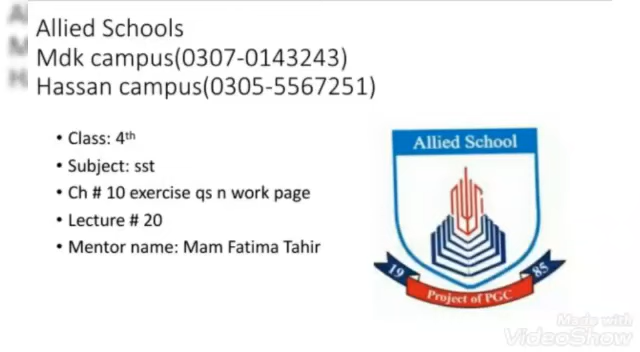 Allied Schools
Mdk campus(0307-0143243)
Hassan campus(0305-5567251)
• Class: 4th
• Subject: sst
• Ch # 10 exercise qs n work page
• Lecture # 20
• Mentor name: Mam Fatima Tahir
Allied School
19 85
Project of PGC
Made with
VideoShow